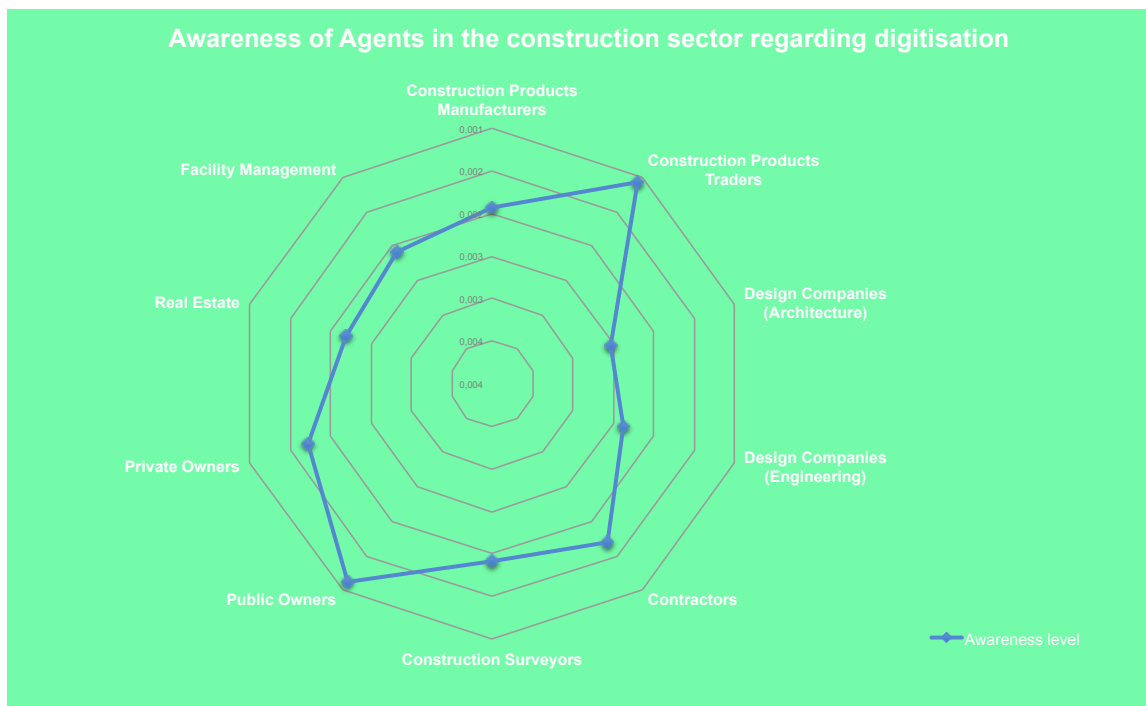 Awareness of Agents in the construction sector regarding digitisation
Construction Products
Manufacturers
0,001
Construction Products
Traders
Facility Management
0,002
0,003
Design Companies
(Architecture)
Real Estate
0,003
0,004
0,004
Private Owners
Design Companies
(Engineering)
Public Owners
Contractors
Awareness level
Construction Surveyors